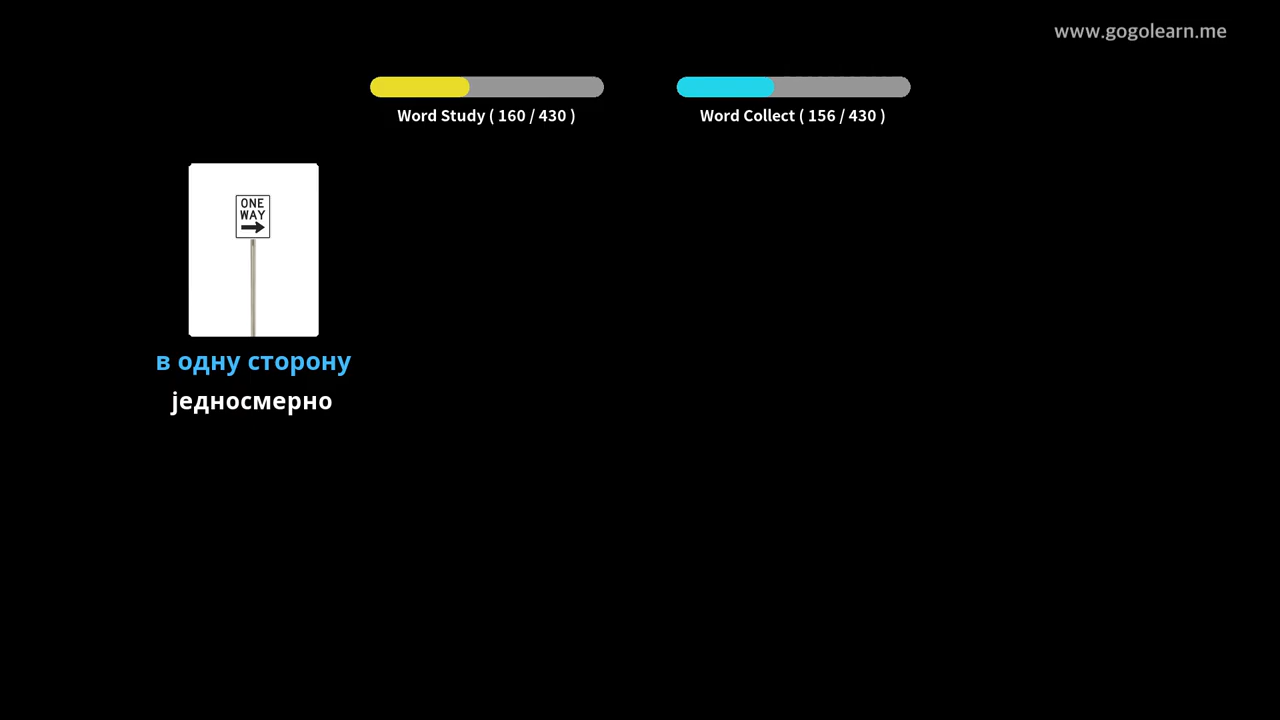 www.gogolearn.me
Word Study ( 160 / 430 )
Word Collect ( 156 / 430 )
ONE
WAY
в одну сторону
једносмерно